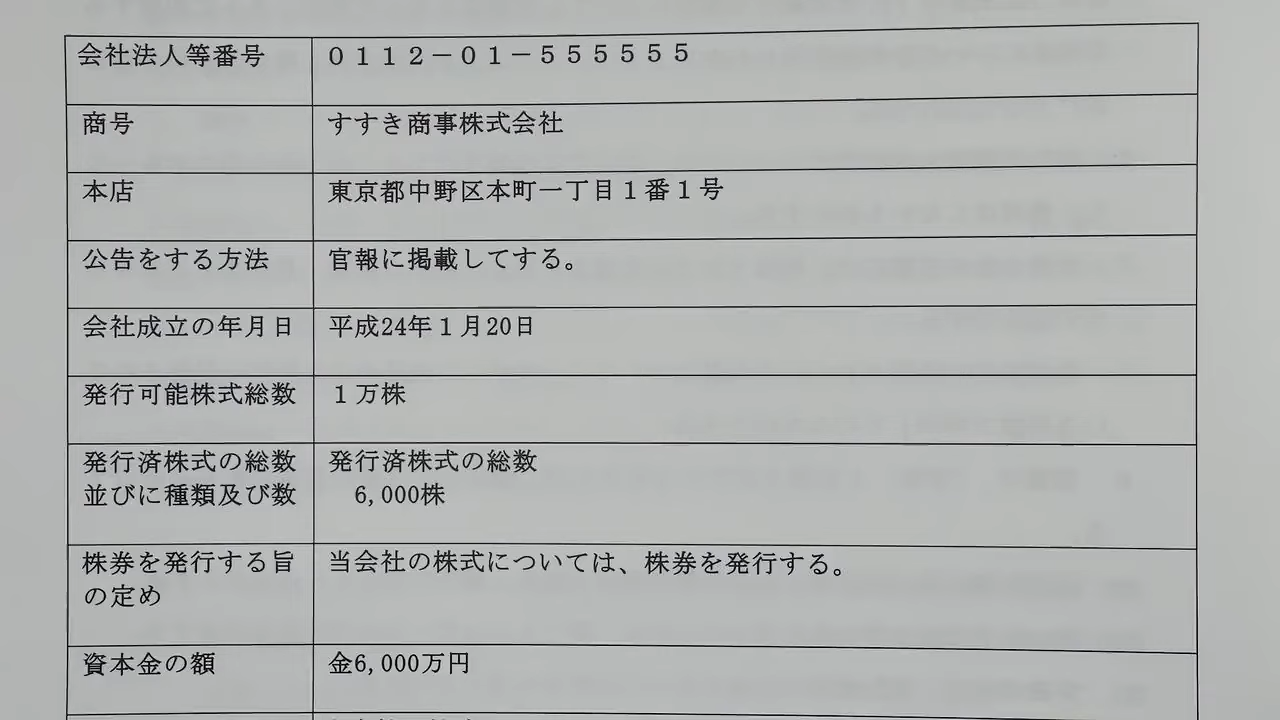 会社法人等番号
０１１２－０１－５５５５５５
商号
すすき商事株式会社
本店
東京都中野区本町一丁目１番１号
公告をする方法
官報に掲載してする。
会社成立の年月日
平成24年１月20日
発行可能株式総数
１万株
発行済株式の総数
並びに種類及び数
発行済株式の総数
6,000株
株券を発行する旨
の定め
当会社の株式については、株券を発行する。
資本金の額
金6,000万円